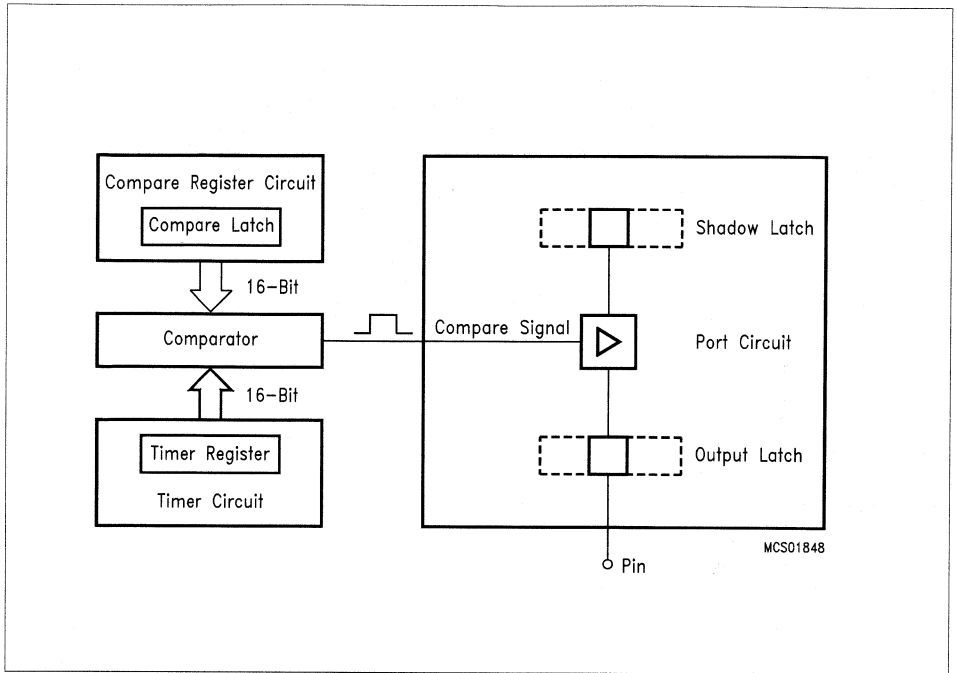 Compare Register Circuit
Compare Latch
16-Bit
Comparator
16-Bit
Timer Register
Timer Circuit
Compare Signal
Shadow Latch
Port Circuit
Output Latch
MCS01848
Pin